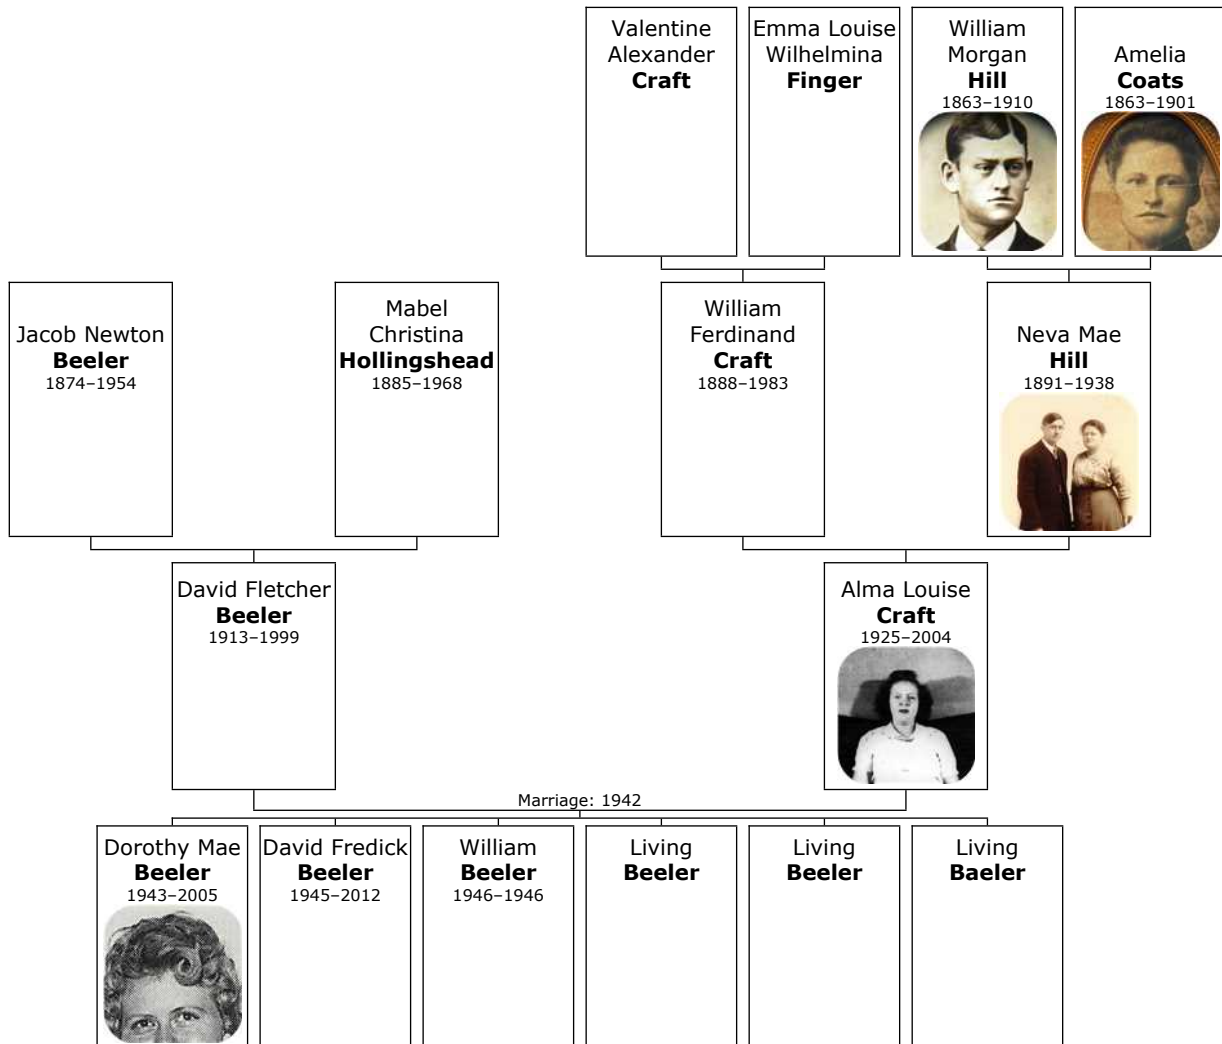 Valentine
Alexander
Craft
Emma Louise
Wilhelmina
Finger
William
Morgan
Hill
1863–1910
Amelia
Coats
1863–1901
Jacob Newton
Beeler
1874–1954
Mabel
Christina
Hollingshead
1885–1968
William
Ferdinand
Craft
1888–1983
Neva Mae
Hill
1891–1938
David Fletcher
Beeler
1913–1999
Alma Louise
Craft
1925–2004
Marriage: 1942
Dorothy Mae
Beeler
1943–2005
David Fredick
Beeler
1945–2012
William
Beeler
1946–1946
Living
Beeler
Living
Beeler
Living
Baeler